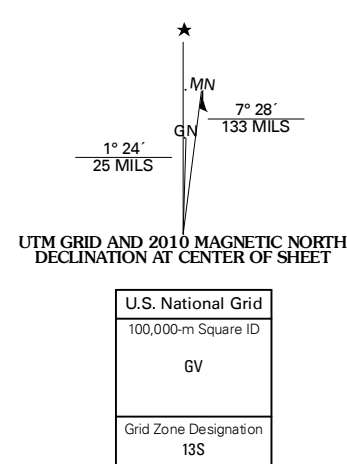 MN
7° 28´
133 MILS
GN
1° 24´
25 MILS
UTM GRID AND 2010 MAGNETIC NORTH
DECLINATION AT CENTER OF SHEET
U.S. National Grid
100,000-m Square ID
GV
Grid Zone Designation
13S